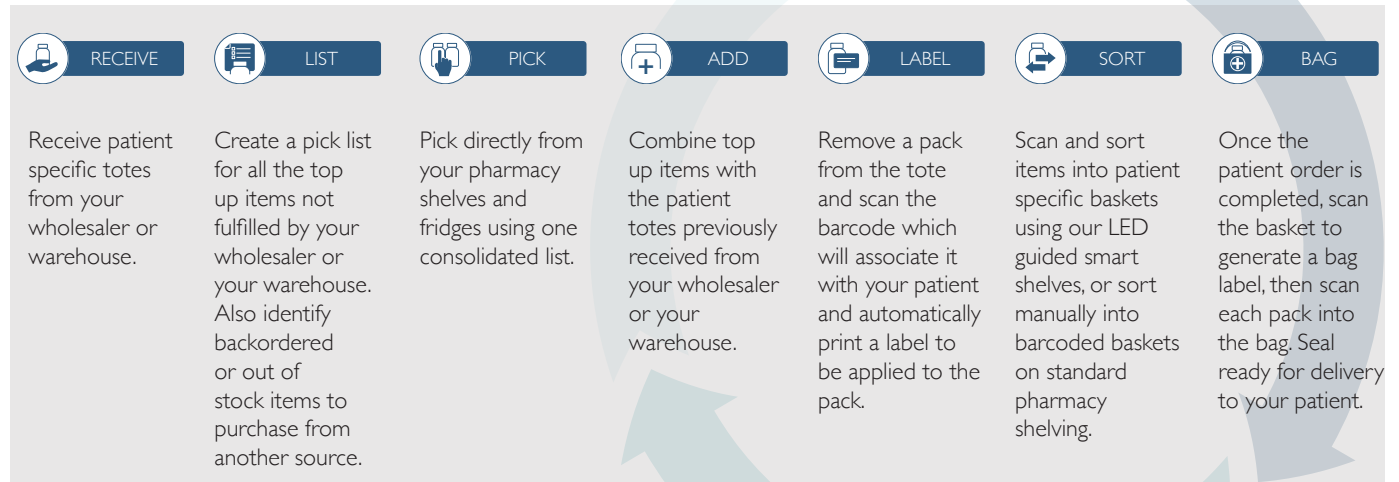 RECEIVE
Receive patient
specific totes
from your
wholesaler or
warehouse.
LIST
Create a pick list
for all the top
up items not
fulfilled by your
wholesaler or
your warehouse.
Also identify
backordered
or out of
stock items to
purchase from
another source.
PICK
Pick directly from
your pharmacy
shelves and
fridges using one
consolidated list.
ADD
Combine top
up items with
the patient
totes previously
received from
your wholesaler
or your
warehouse.
LABEL
Remove a pack
from the tote
and scan the
barcode which
will associate it
with your patient
and automatically
print a label to
be applied to the
pack.
SORT
Scan and sort
items into patient
specific baskets
using our LED
guided smart
shelves, or sort
manually into
barcoded baskets
on standard
pharmacy
shelving.
BAG
Once the
patient order is
completed, scan
the basket to
generate a bag
label, then scan
each pack into
the bag. Seal
ready for delivery
to your patient.